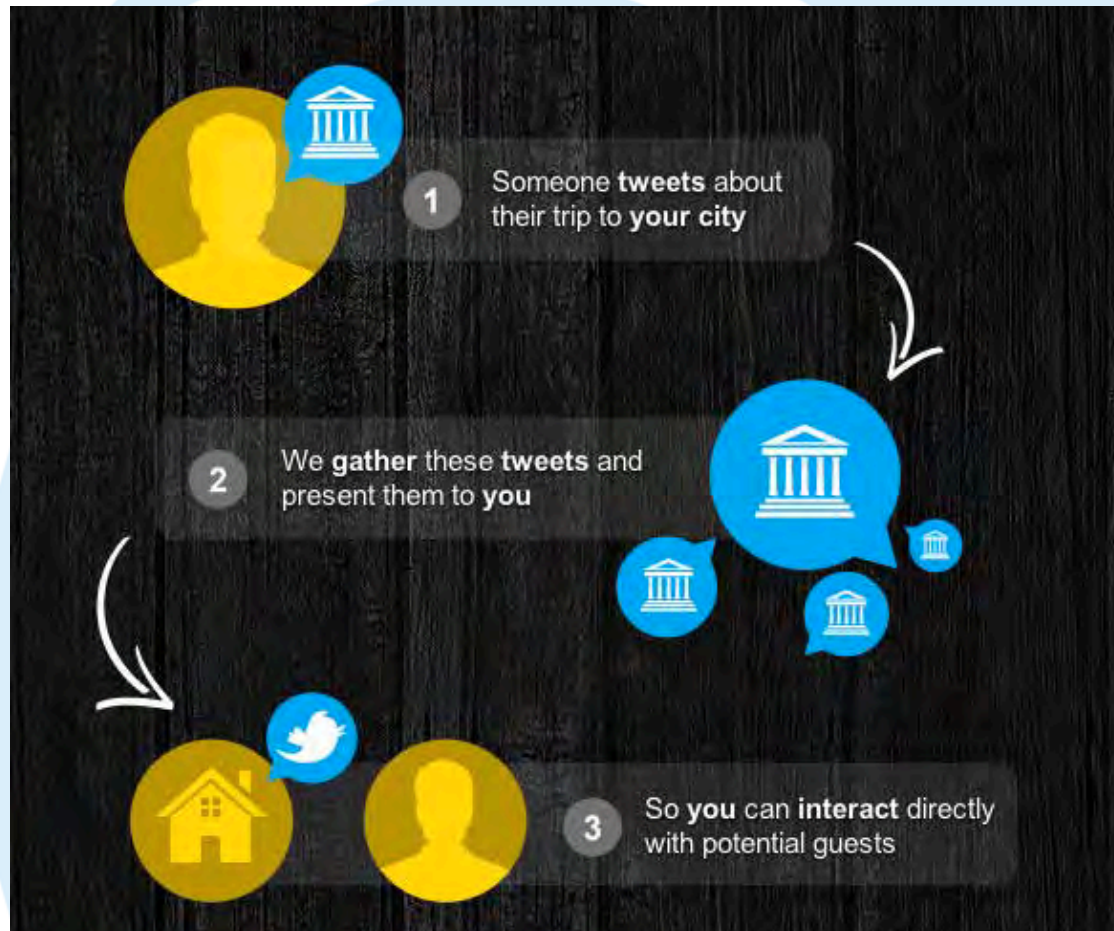 1
Someone tweets about
their trip to your city
2
We gather these tweets and
present them to you
3
So you can interact directly
with potential guests